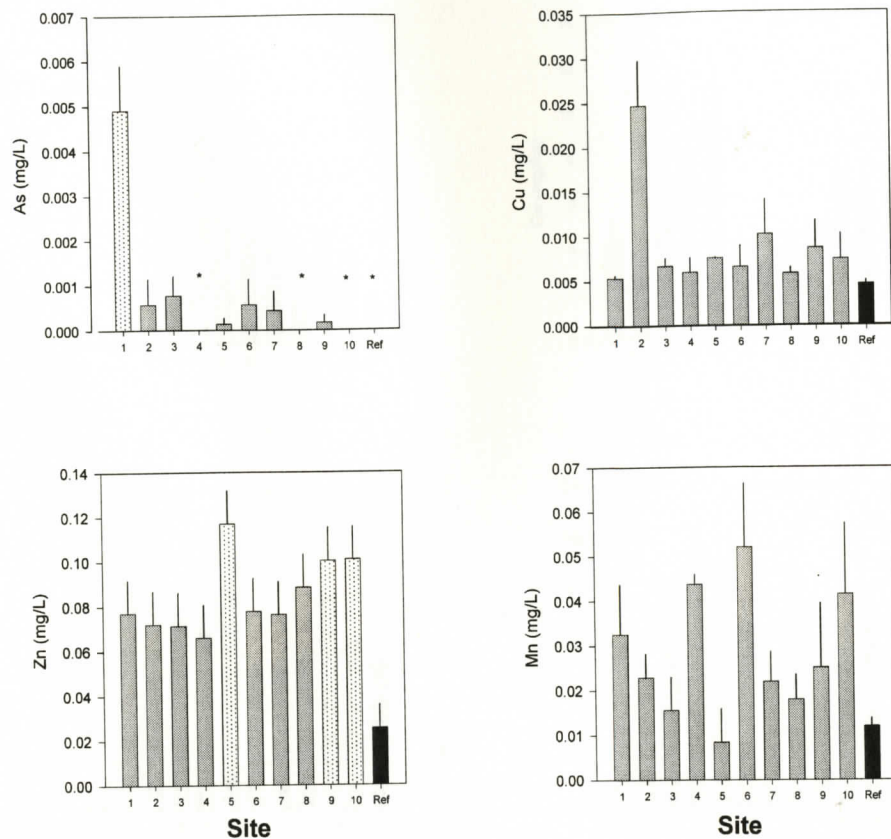 As (mg/L)
0.007
0.006
0.005
0.004
0.003
0.002
0.001
0.000
* * * *
1 2 3 4 5 6 7 8 9 10 Ref
Cu (mg/L)
0.035
0.030
0.025
0.020
0.015
0.010
0.005
0.000
1 2 3 4 5 6 7 8 9 10 Ref
Zn (mg/L)
0.14
0.12
0.10
0.08
0.06
0.04
0.02
0.00
1 2 3 4 5 6 7 8 9 10 Ref
Site
Mn (mg/L)
0.07
0.06
0.05
0.04
0.03
0.02
0.01
0.00
1 2 3 4 5 6 7 8 9 10 Ref
Site